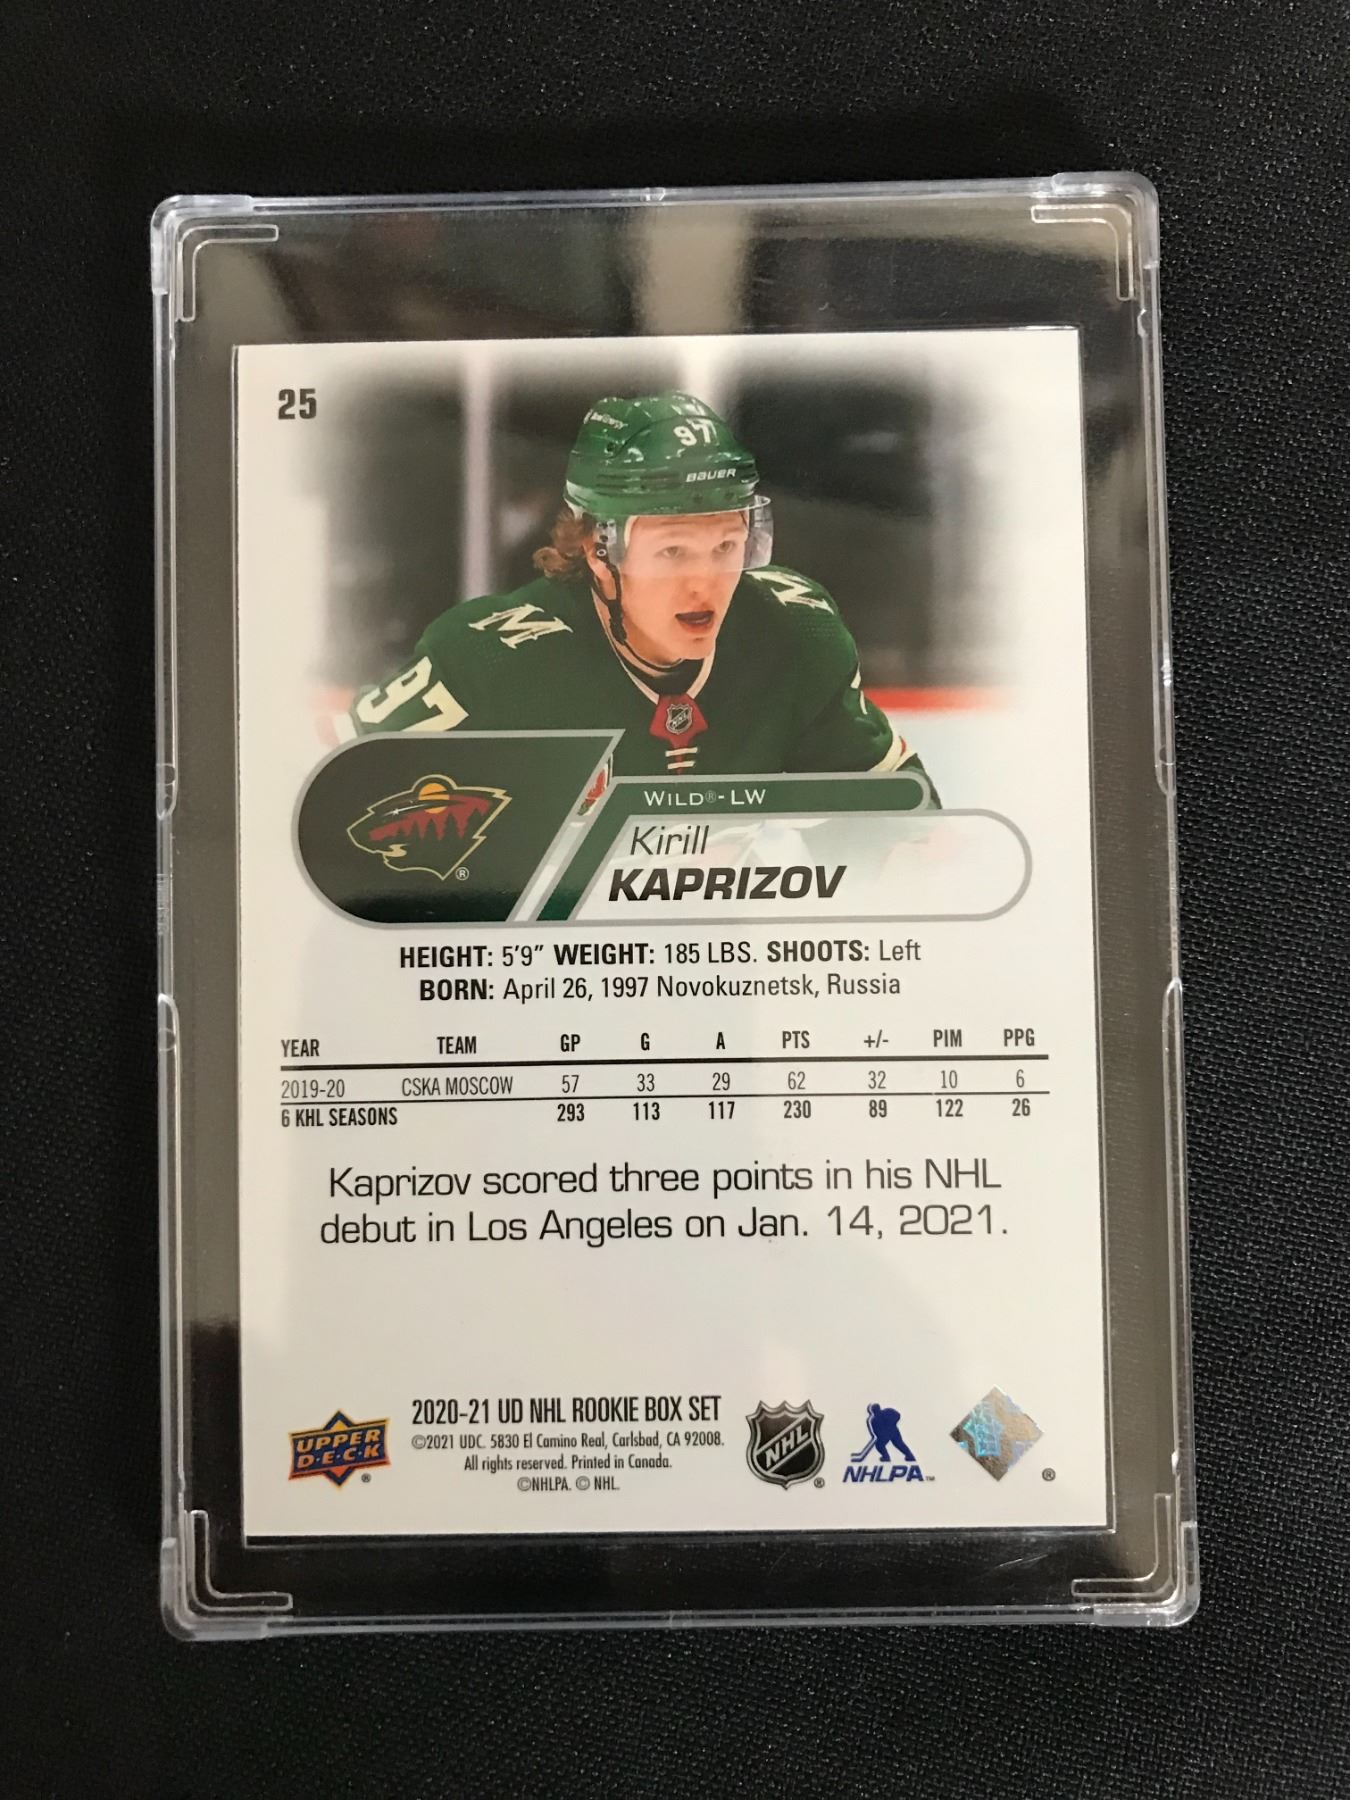 25
97
BAUER
M
97
WILD®-LW
Kirill
KAPRIZOV
®
HEIGHT: 5'9" WEIGHT: 185 LBS. SHOOTS: Left
BORN: April 26, 1997 Novokuznetsk, Russia
YEAR TEAM GP G A PTS +/- PIM PPG
2019-20 CSKA MOSCOW 57 33 29 62 32 10 6
6 KHL SEASONS 293 113 117 230 89 122 26
Kaprizov scored three points in his NHL
debut in Los Angeles on Jan. 14, 2021.
UPPER
D·E·C·K
®
2020-21 UD NHL ROOKIE BOX SET
©2021 UDC. 5830 El Camino Real, Carlsbad, CA 92008.
All rights reserved. Printed in Canada.
©NHLPA. © NHL.
NHL
®
NHLPA™
®